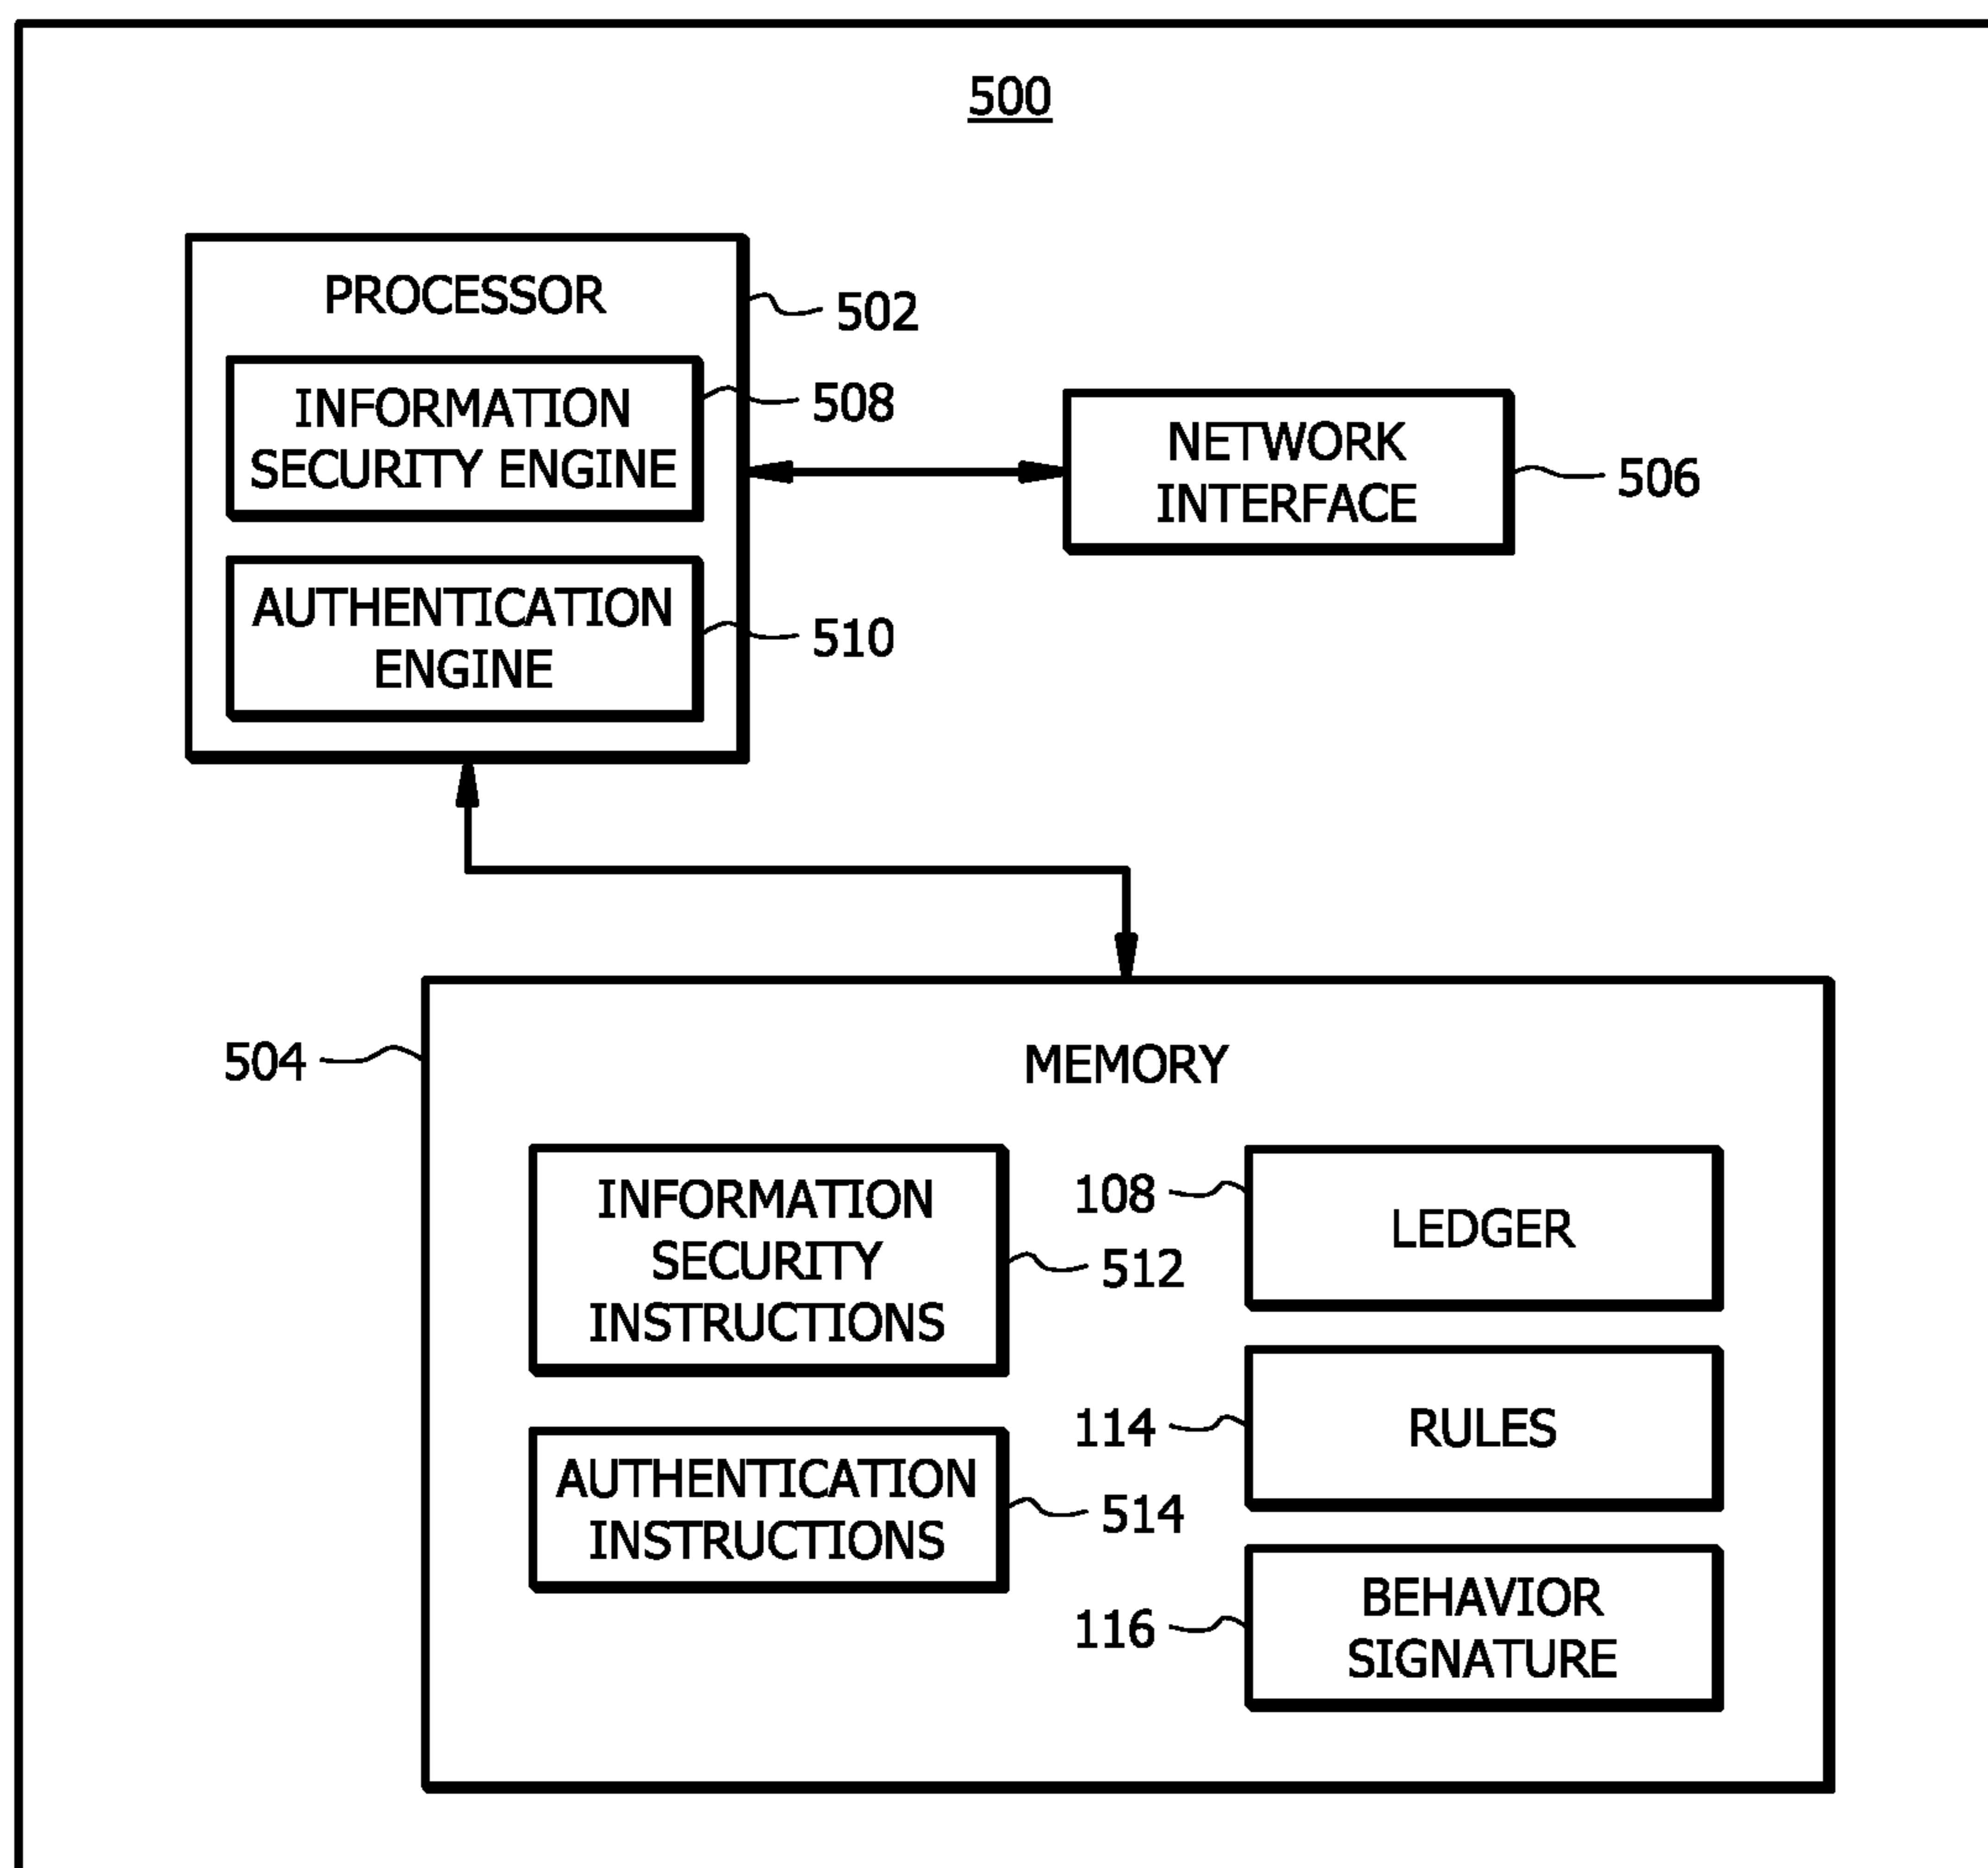 500
PROCESSOR
502
INFORMATION
SECURITY ENGINE
508
AUTHENTICATION
ENGINE
510
NETWORK
INTERFACE
506
504
MEMORY
INFORMATION
SECURITY
INSTRUCTIONS
512
AUTHENTICATION
INSTRUCTIONS
514
108
LEDGER
114
RULES
116
BEHAVIOR
SIGNATURE